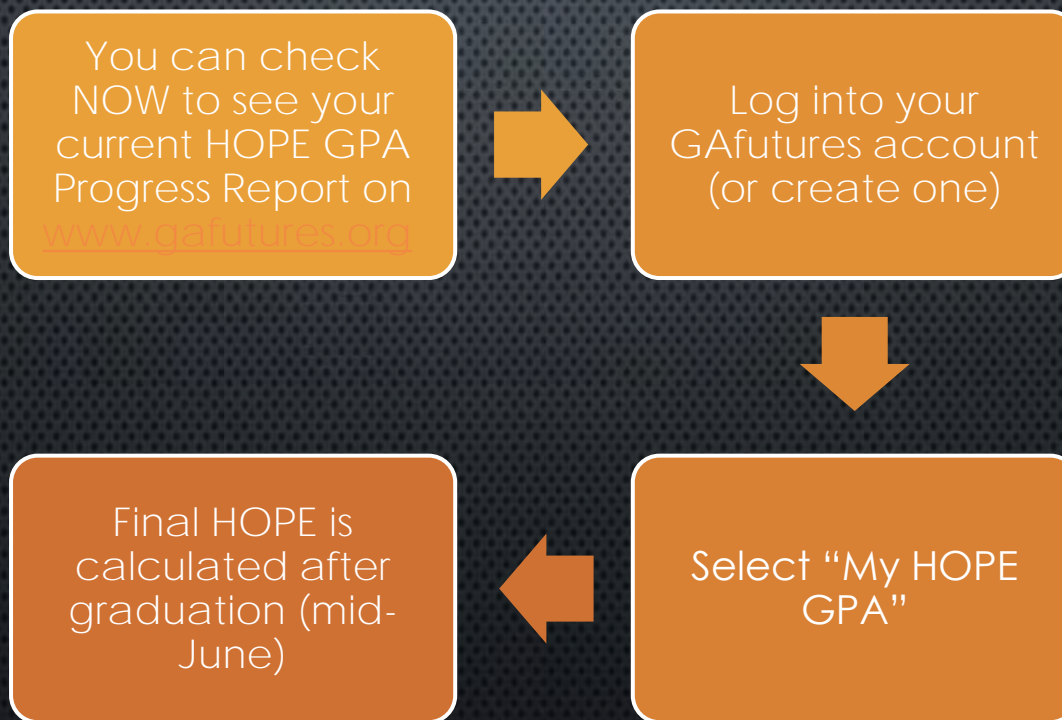 You can check
NOW to see your
current HOPE GPA
Progress Report on
www.gafutures.org
Log into your
GAfutures account
(or create one)
Select “My HOPE
GPA”
Final HOPE is
calculated after
graduation (mid-
June)